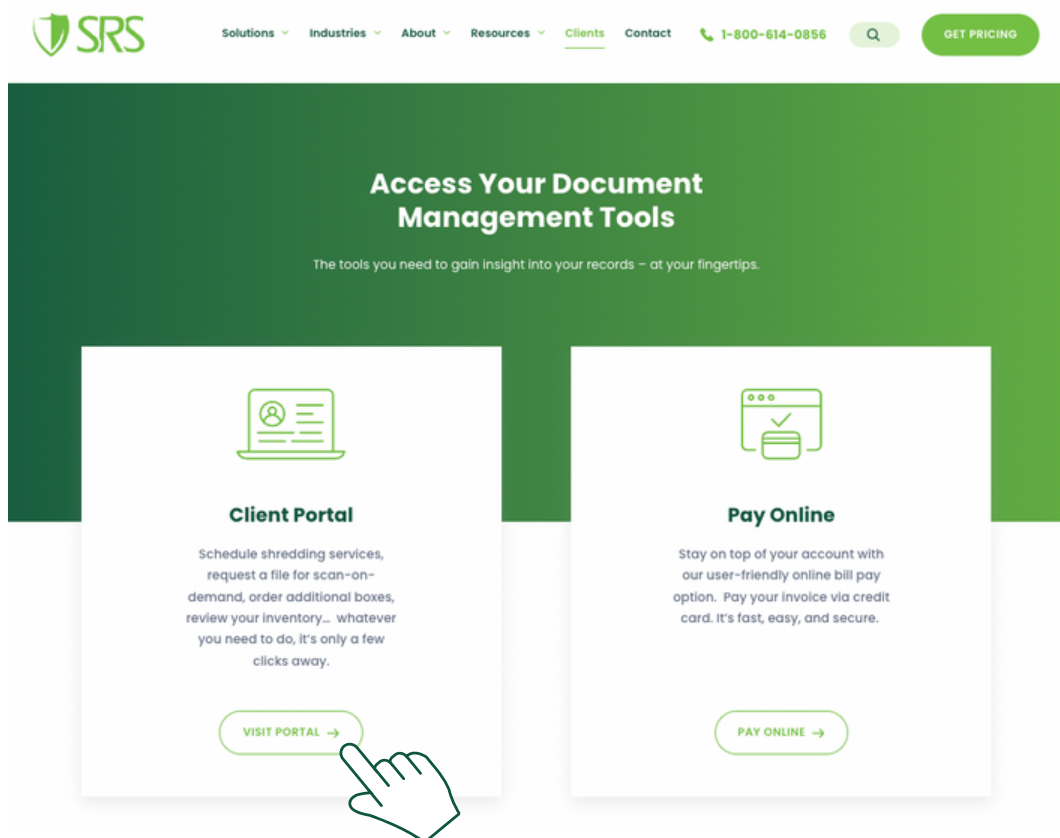 SRS
Solutions Industries About Resources Clients Contact 1-800-614-0856 GET PRICING
Access Your Document
Management Tools
The tools you need to gain insight into your records – at your fingertips.
Client Portal
Schedule shredding services,
request a file for scan-on-
demand, order additional boxes,
review your inventory… whatever
you need to do, it's only a few
clicks away.
VISIT PORTAL →
Pay Online
Stay on top of your account with
our user-friendly online bill pay
option.  Pay your invoice via credit
card. It's fast, easy, and secure.
PAY ONLINE →